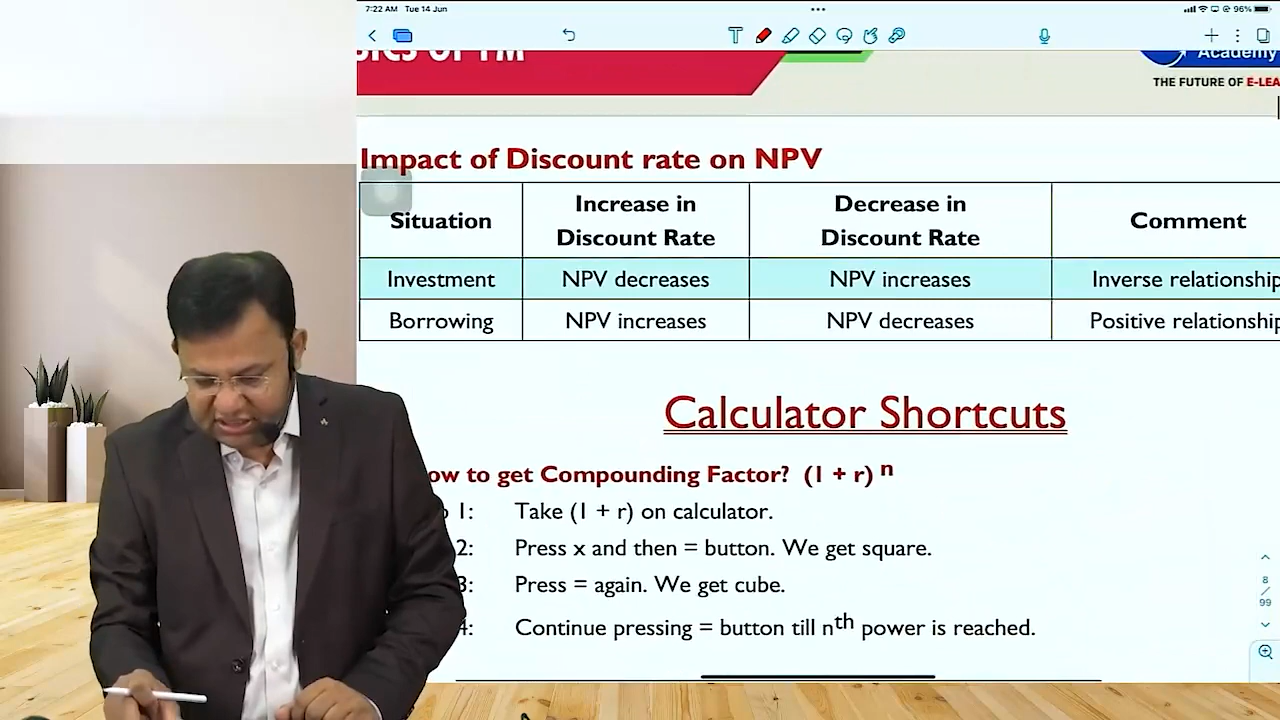 7:22 AM Tue 14 Jun
96%
Academy
THE FUTURE OF E-LEA
Impact of Discount rate on NPV
Situation
Increase in Discount Rate
Decrease in Discount Rate
Comment
Investment
NPV decreases
NPV increases
Inverse relationship
Borrowing
NPV increases
NPV decreases
Positive relationship
Calculator Shortcuts
ow to get Compounding Factor? (1 + r) n
1: Take (1 + r) on calculator.
2: Press x and then = button. We get square.
3: Press = again. We get cube.
4: Continue pressing = button till nth power is reached.
8
/
99